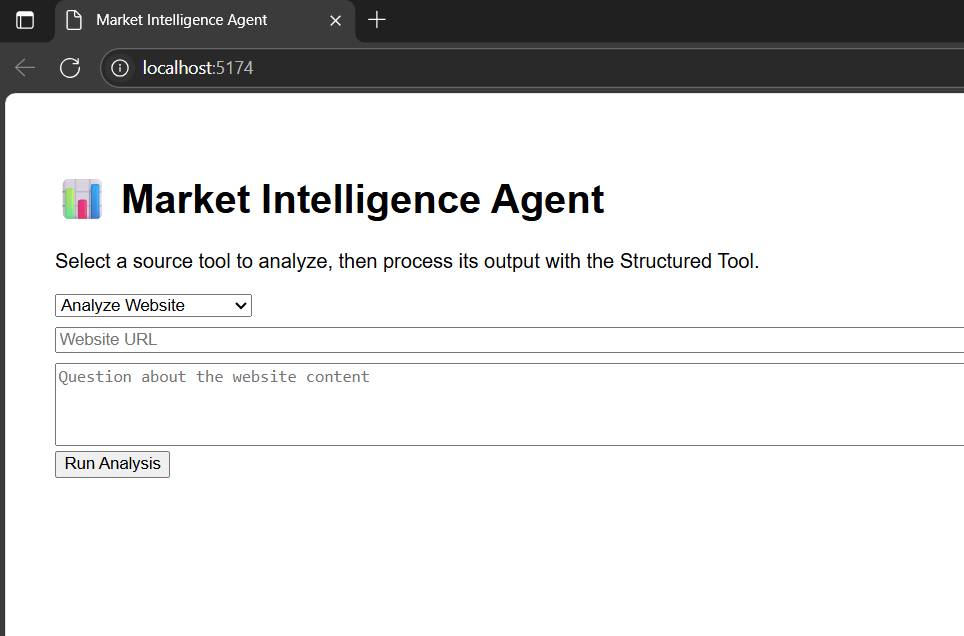 Market Intelligence Agent
localhost:5174
Market Intelligence Agent
Select a source tool to analyze, then process its output with the Structured Tool.
Analyze Website
Website URL
Question about the website content
Run Analysis